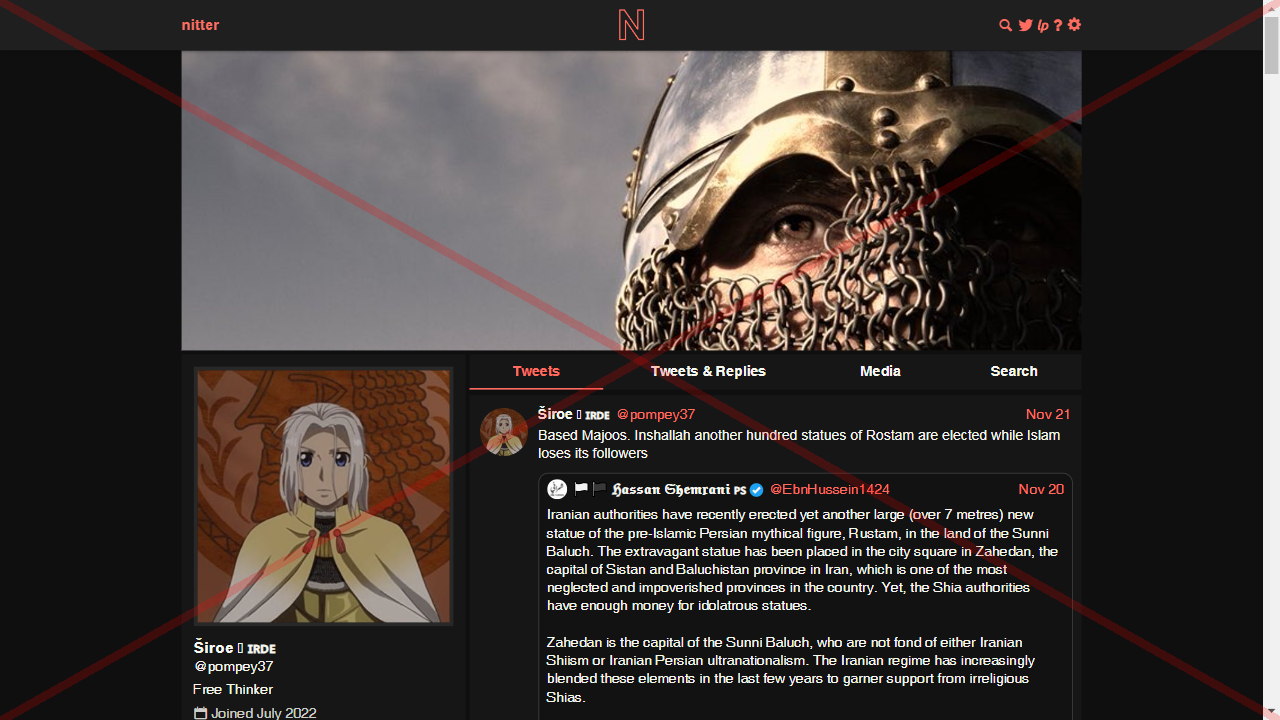 nitter
N
lp ?
Tweets Tweets & Replies Media Search
Široe IRDE @pompey37 Nov 21
Based Majoos. Inshallah another hundred statues of Rostam are elected while Islam
loses its followers
Hassan Shemrani PS @EbnHussein1424 Nov 20
Iranian authorities have recently erected yet another large (over 7 metres) new
statue of the pre-Islamic Persian mythical figure, Rustam, in the land of the Sunni
Baluch. The extravagant statue has been placed in the city square in Zahedan, the
capital of Sistan and Baluchistan province in Iran, which is one of the most
neglected and impoverished provinces in the country. Yet, the Shia authorities
have enough money for idolatrous statues.
Zahedan is the capital of the Sunni Baluch, who are not fond of either Iranian
Shiism or Iranian Persian ultranationalism. The Iranian regime has increasingly
blended these elements in the last few years to garner support from irreligious
Shias.
Široe IRDE
@pompey37
Free Thinker
Joined July 2022